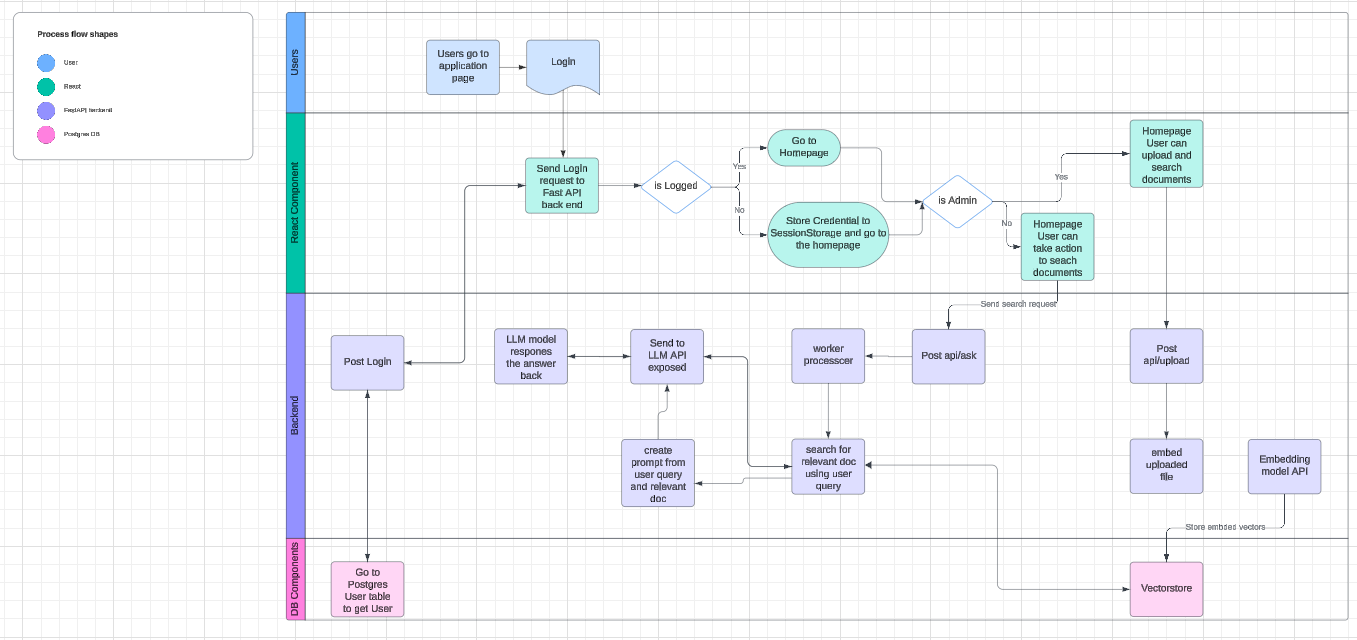 Process flow shapes
User
React
FastAPI backend
Postgres DB
Users
Users go to
application
page
Login
React Component
Send Login
request to
Fast API
back end
is Logged
Yes
No
Go to
Homepage
Store Credential to
SessionStorage and go to
the homepage
is Admin
Yes
No
Homepage
User can
upload and
search
documents
Homepage
User can
take action
to seach
documents
Send search request
Backend
Post Login
LLM model
respones
the answer
back
Send to
LLM API
exposed
worker
processcer
Post api/ask
Post
api/upload
create
prompt from
user query
and relevant
doc
search for
relevant doc
using user
query
embed
uploaded
file
Embedding
model API
Store embded vectors
DB Components
Go to
Postgres
User table
to get User
Vectorstore